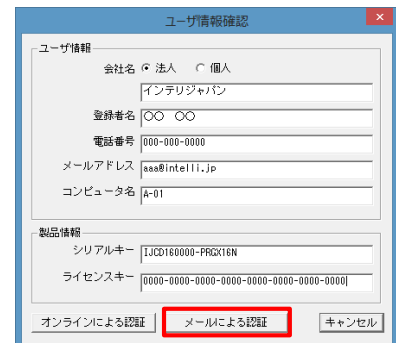 ユーザ情報確認
ユーザ情報
会社名 法人 個人
インテリジャパン
登録者名 〇〇 〇〇
電話番号 000-000-0000
メールアドレス aaa@intelli.jp
コンピュータ名 A-01
製品情報
シリアルキー IJCD160000-PRGX16N
ライセンスキー 0000-0000-0000-0000-0000-0000-0000-0000
オンラインによる認証 メールによる認証 キャンセル